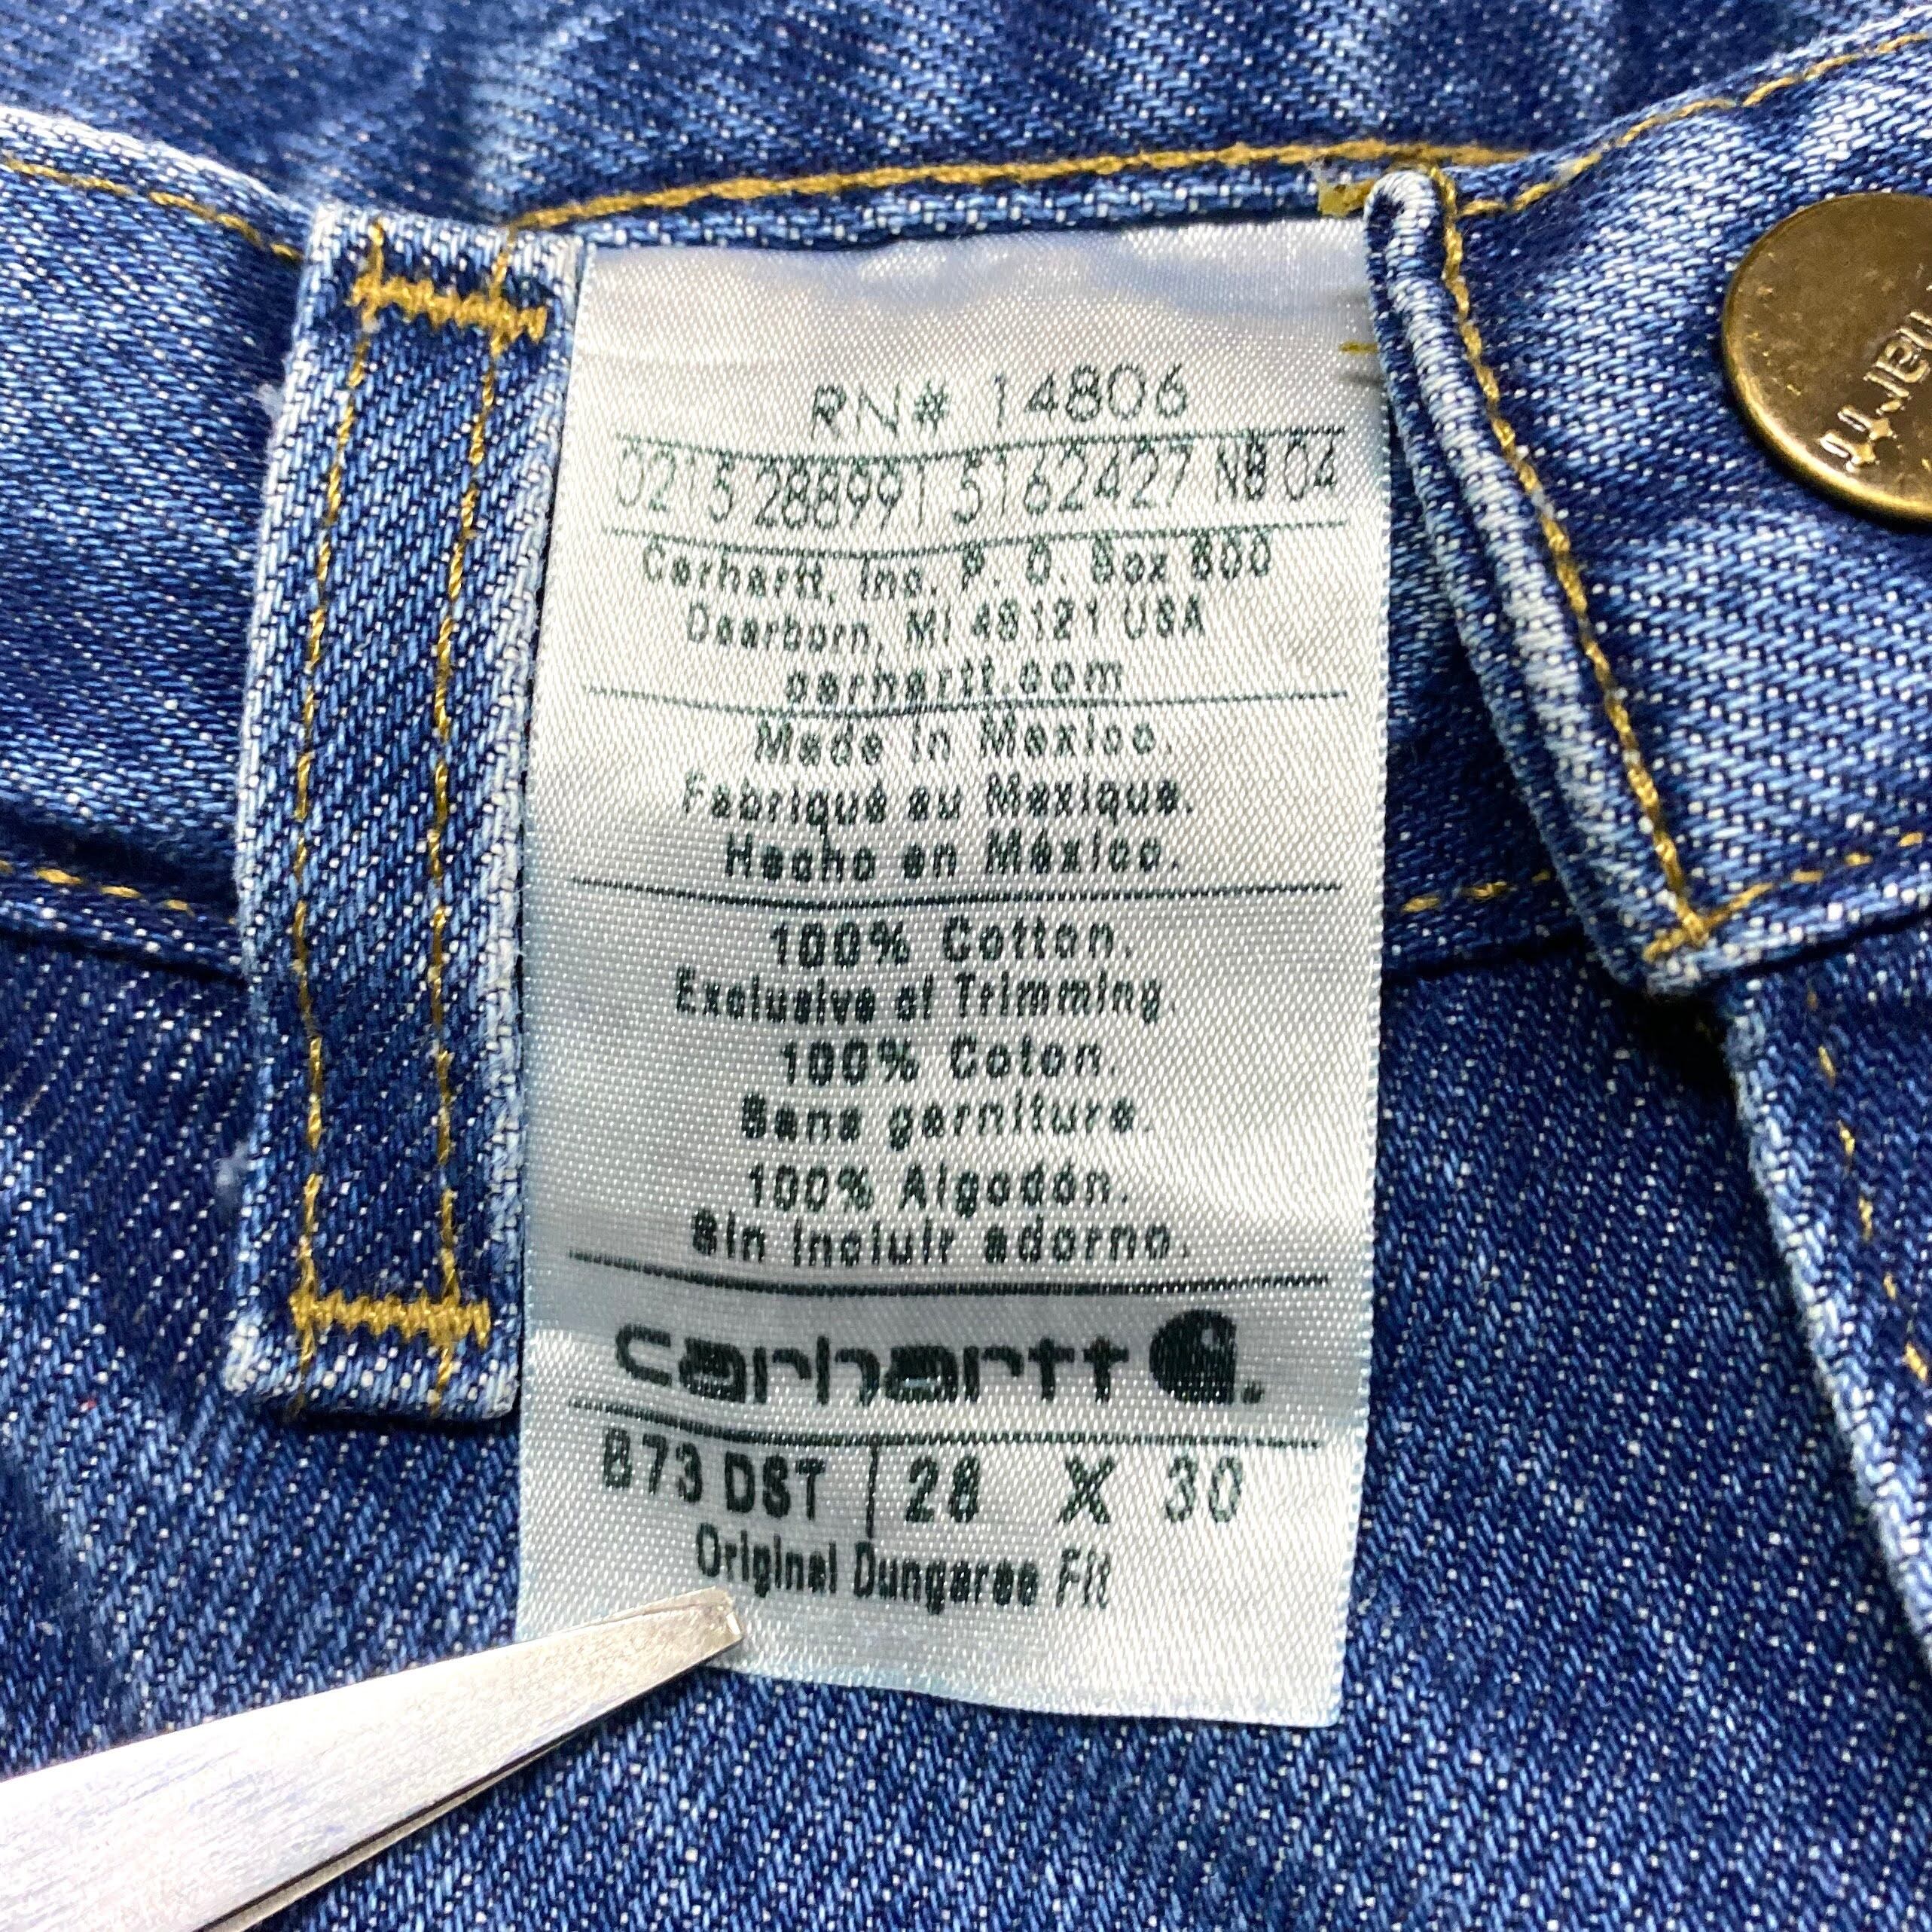 RN# 14806
0215 288991 5162427 NB 04
Carhartt, Inc. P. O. Box 600
Dearborn, MI 48121 USA
carhartt.com
Made in Mexico.
Fabriqué au Mexique.
Hecho en México.
100% Cotton.
Exclusive of Trimming.
100% Coton.
Sans garniture.
100% Algodón.
Sin incluir adorno.
carhartt
B73 DST | 28 X 30
Original Dungaree Fit
hartt